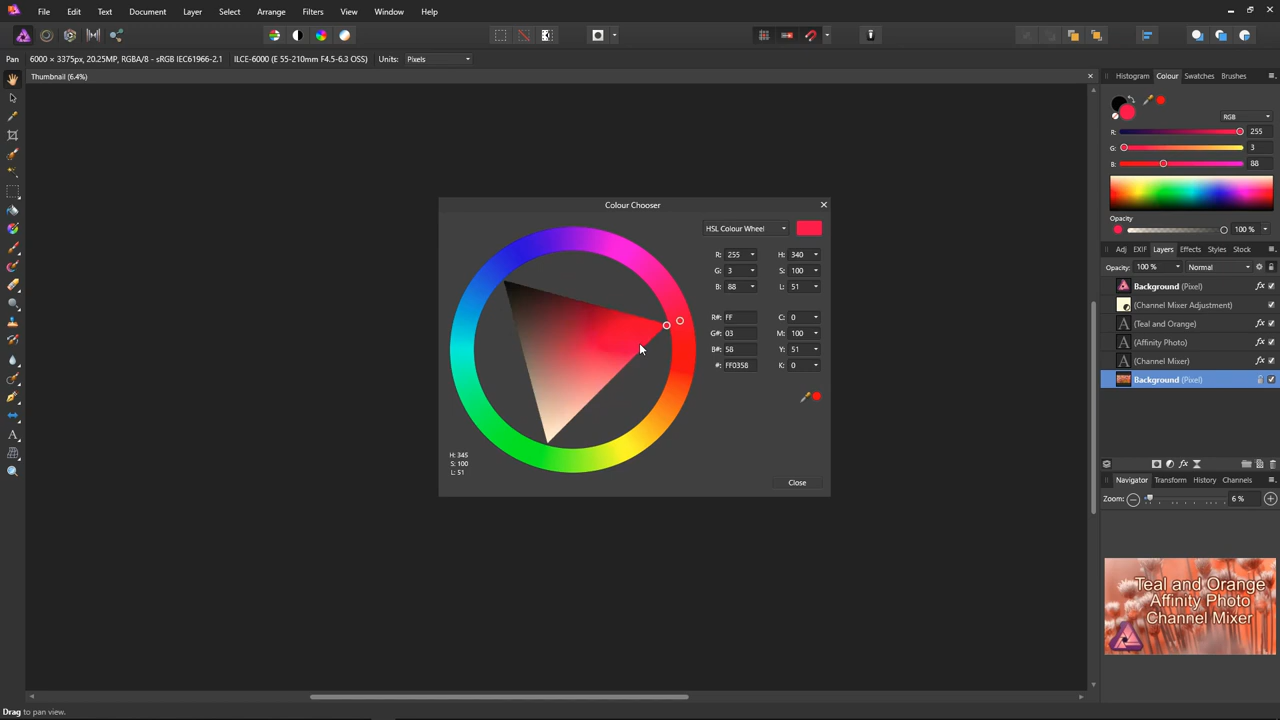 File Edit Text Document Layer Select Arrange Filters View Window Help
Pan 6000 × 3375px, 20.25MP, RGBA/8 - sRGB IEC61966-2.1 ILCE-6000 (E 55-210mm F4.5-6.3 OSS) Units: Pixels
Thumbnail (6.4%)
Histogram Colour Swatches Brushes
RGB
R: 255
G: 3
B: 88
Opacity
100 %
Adj EXIF Layers Effects Styles Stock
Opacity: 100 % Normal
Background (Pixel)
(Channel Mixer Adjustment)
(Teal and Orange)
(Affinity Photo)
(Channel Mixer)
Background (Pixel)
Navigator Transform History Channels
Zoom: 6 %
Teal and Orange
Affinity Photo
Channel Mixer
Colour Chooser
HSL Colour Wheel
R: 255 H: 340
G: 3 S: 100
B: 88 L: 51
R#: FF C: 0
G#: 03 M: 100
B#: 58 Y: 51
#: FF0358 K: 0
H: 345
S: 100
L: 51
Close
Drag to pan view.